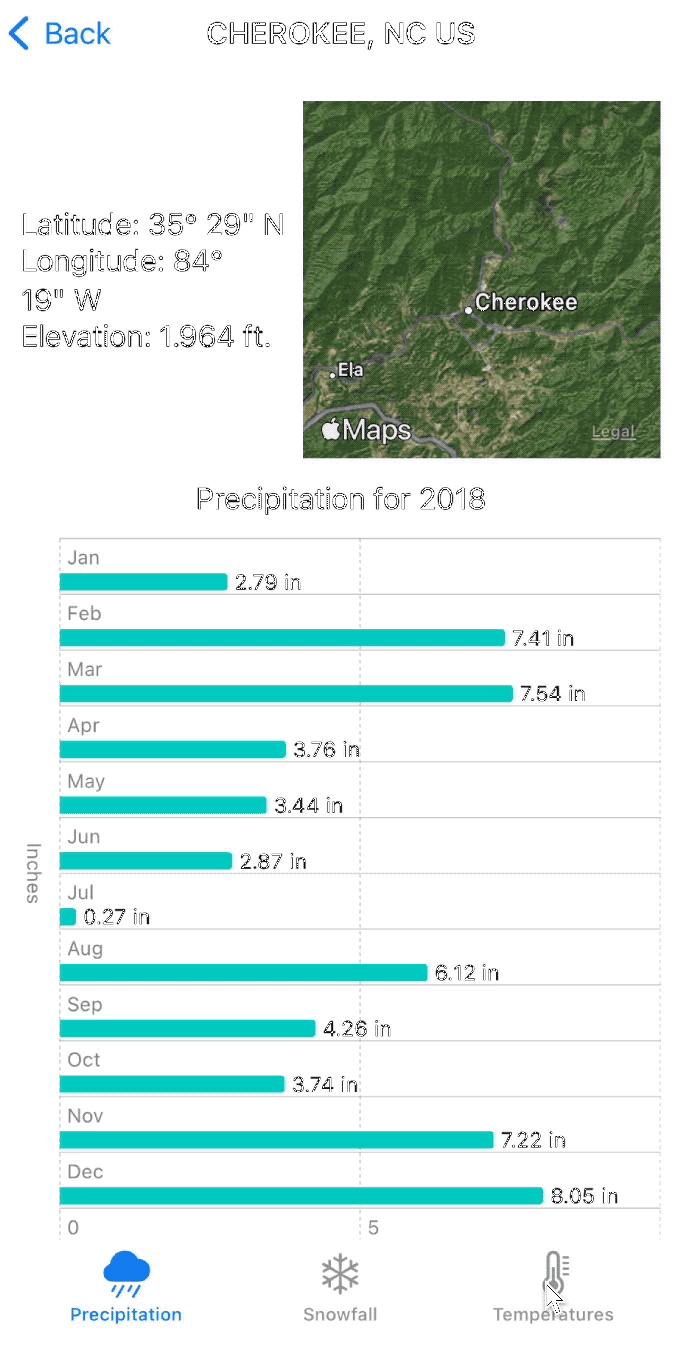 Back
CHEROKEE, NC US
Latitude: 35° 29" N
Longitude: 84°
19" W
Elevation: 1.964 ft.
Cherokee
Ela
Maps
Legal
Precipitation for 2018
Jan
2.79 in
Feb
7.41 in
Mar
7.54 in
Apr
3.76 in
May
3.44 in
Jun
2.87 in
Jul
0.27 in
Aug
6.12 in
Sep
4.26 in
Oct
3.74 in
Nov
7.22 in
Dec
8.05 in
Inches
0 5
Precipitation
Snowfall
Temperatures